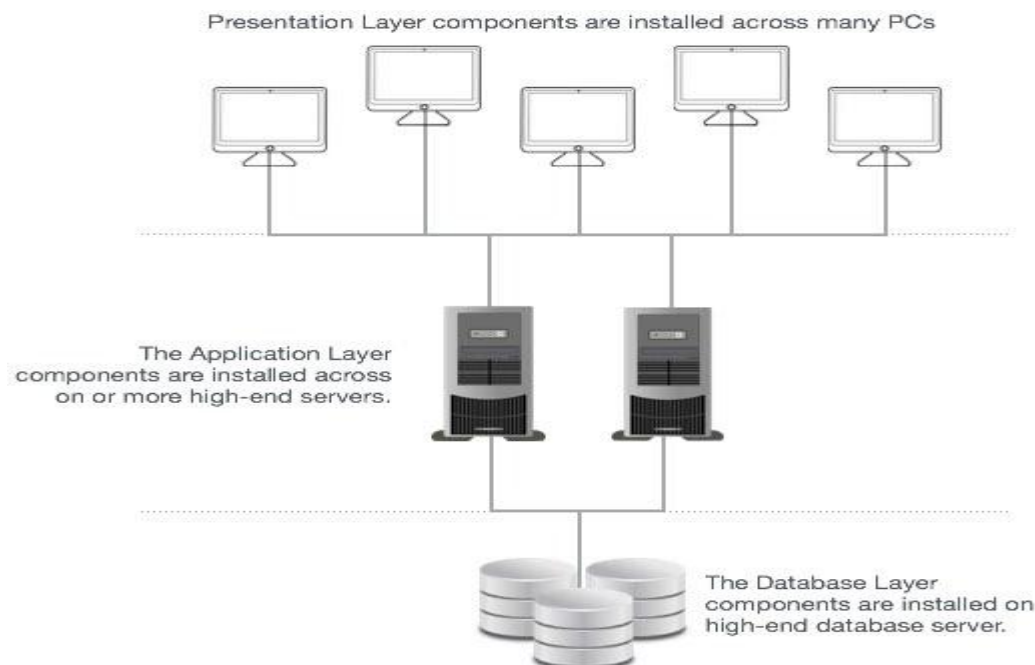 Presentation Layer components are installed across many PCs
The Application Layer
components are installed across
on or more high-end servers.
The Database Layer
components are installed on
high-end database server.